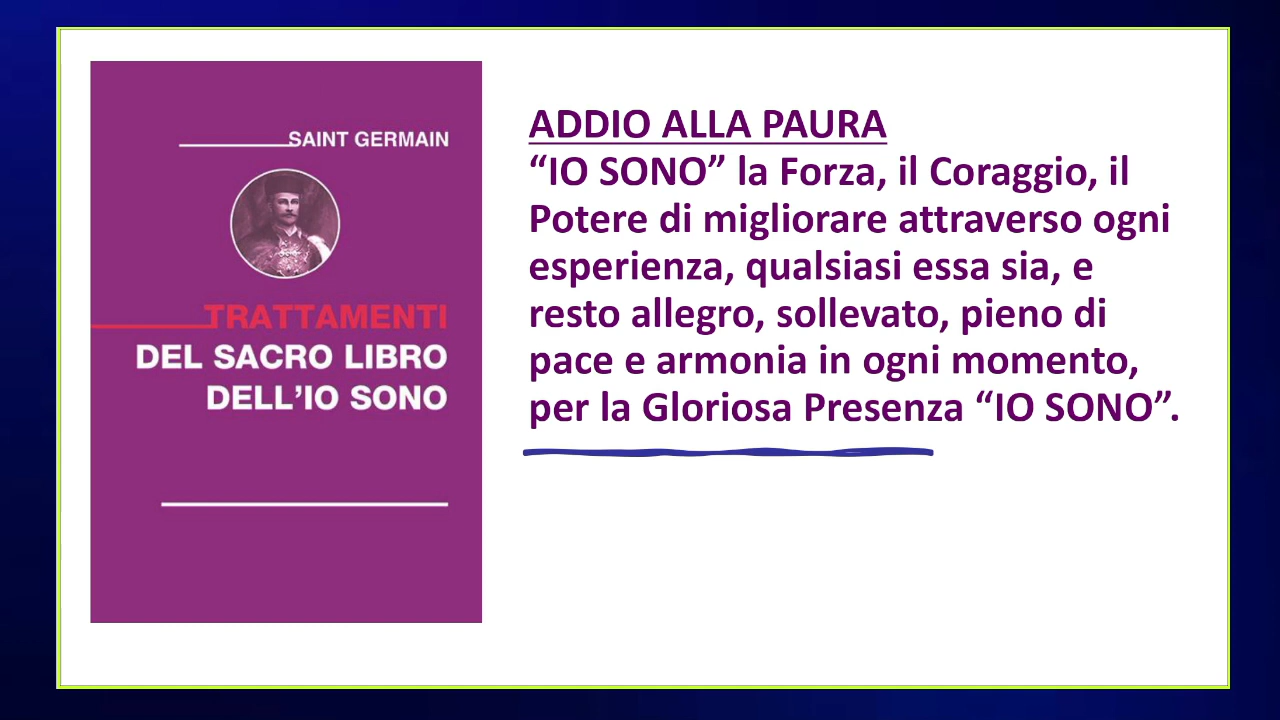 SAINT GERMAIN
TRATTAMENTI
DEL SACRO LIBRO
DELL'IO SONO
ADDIO ALLA PAURA
“IO SONO” la Forza, il Coraggio, il
Potere di migliorare attraverso ogni
esperienza, qualsiasi essa sia, e
resto allegro, sollevato, pieno di
pace e armonia in ogni momento,
per la Gloriosa Presenza “IO SONO”.